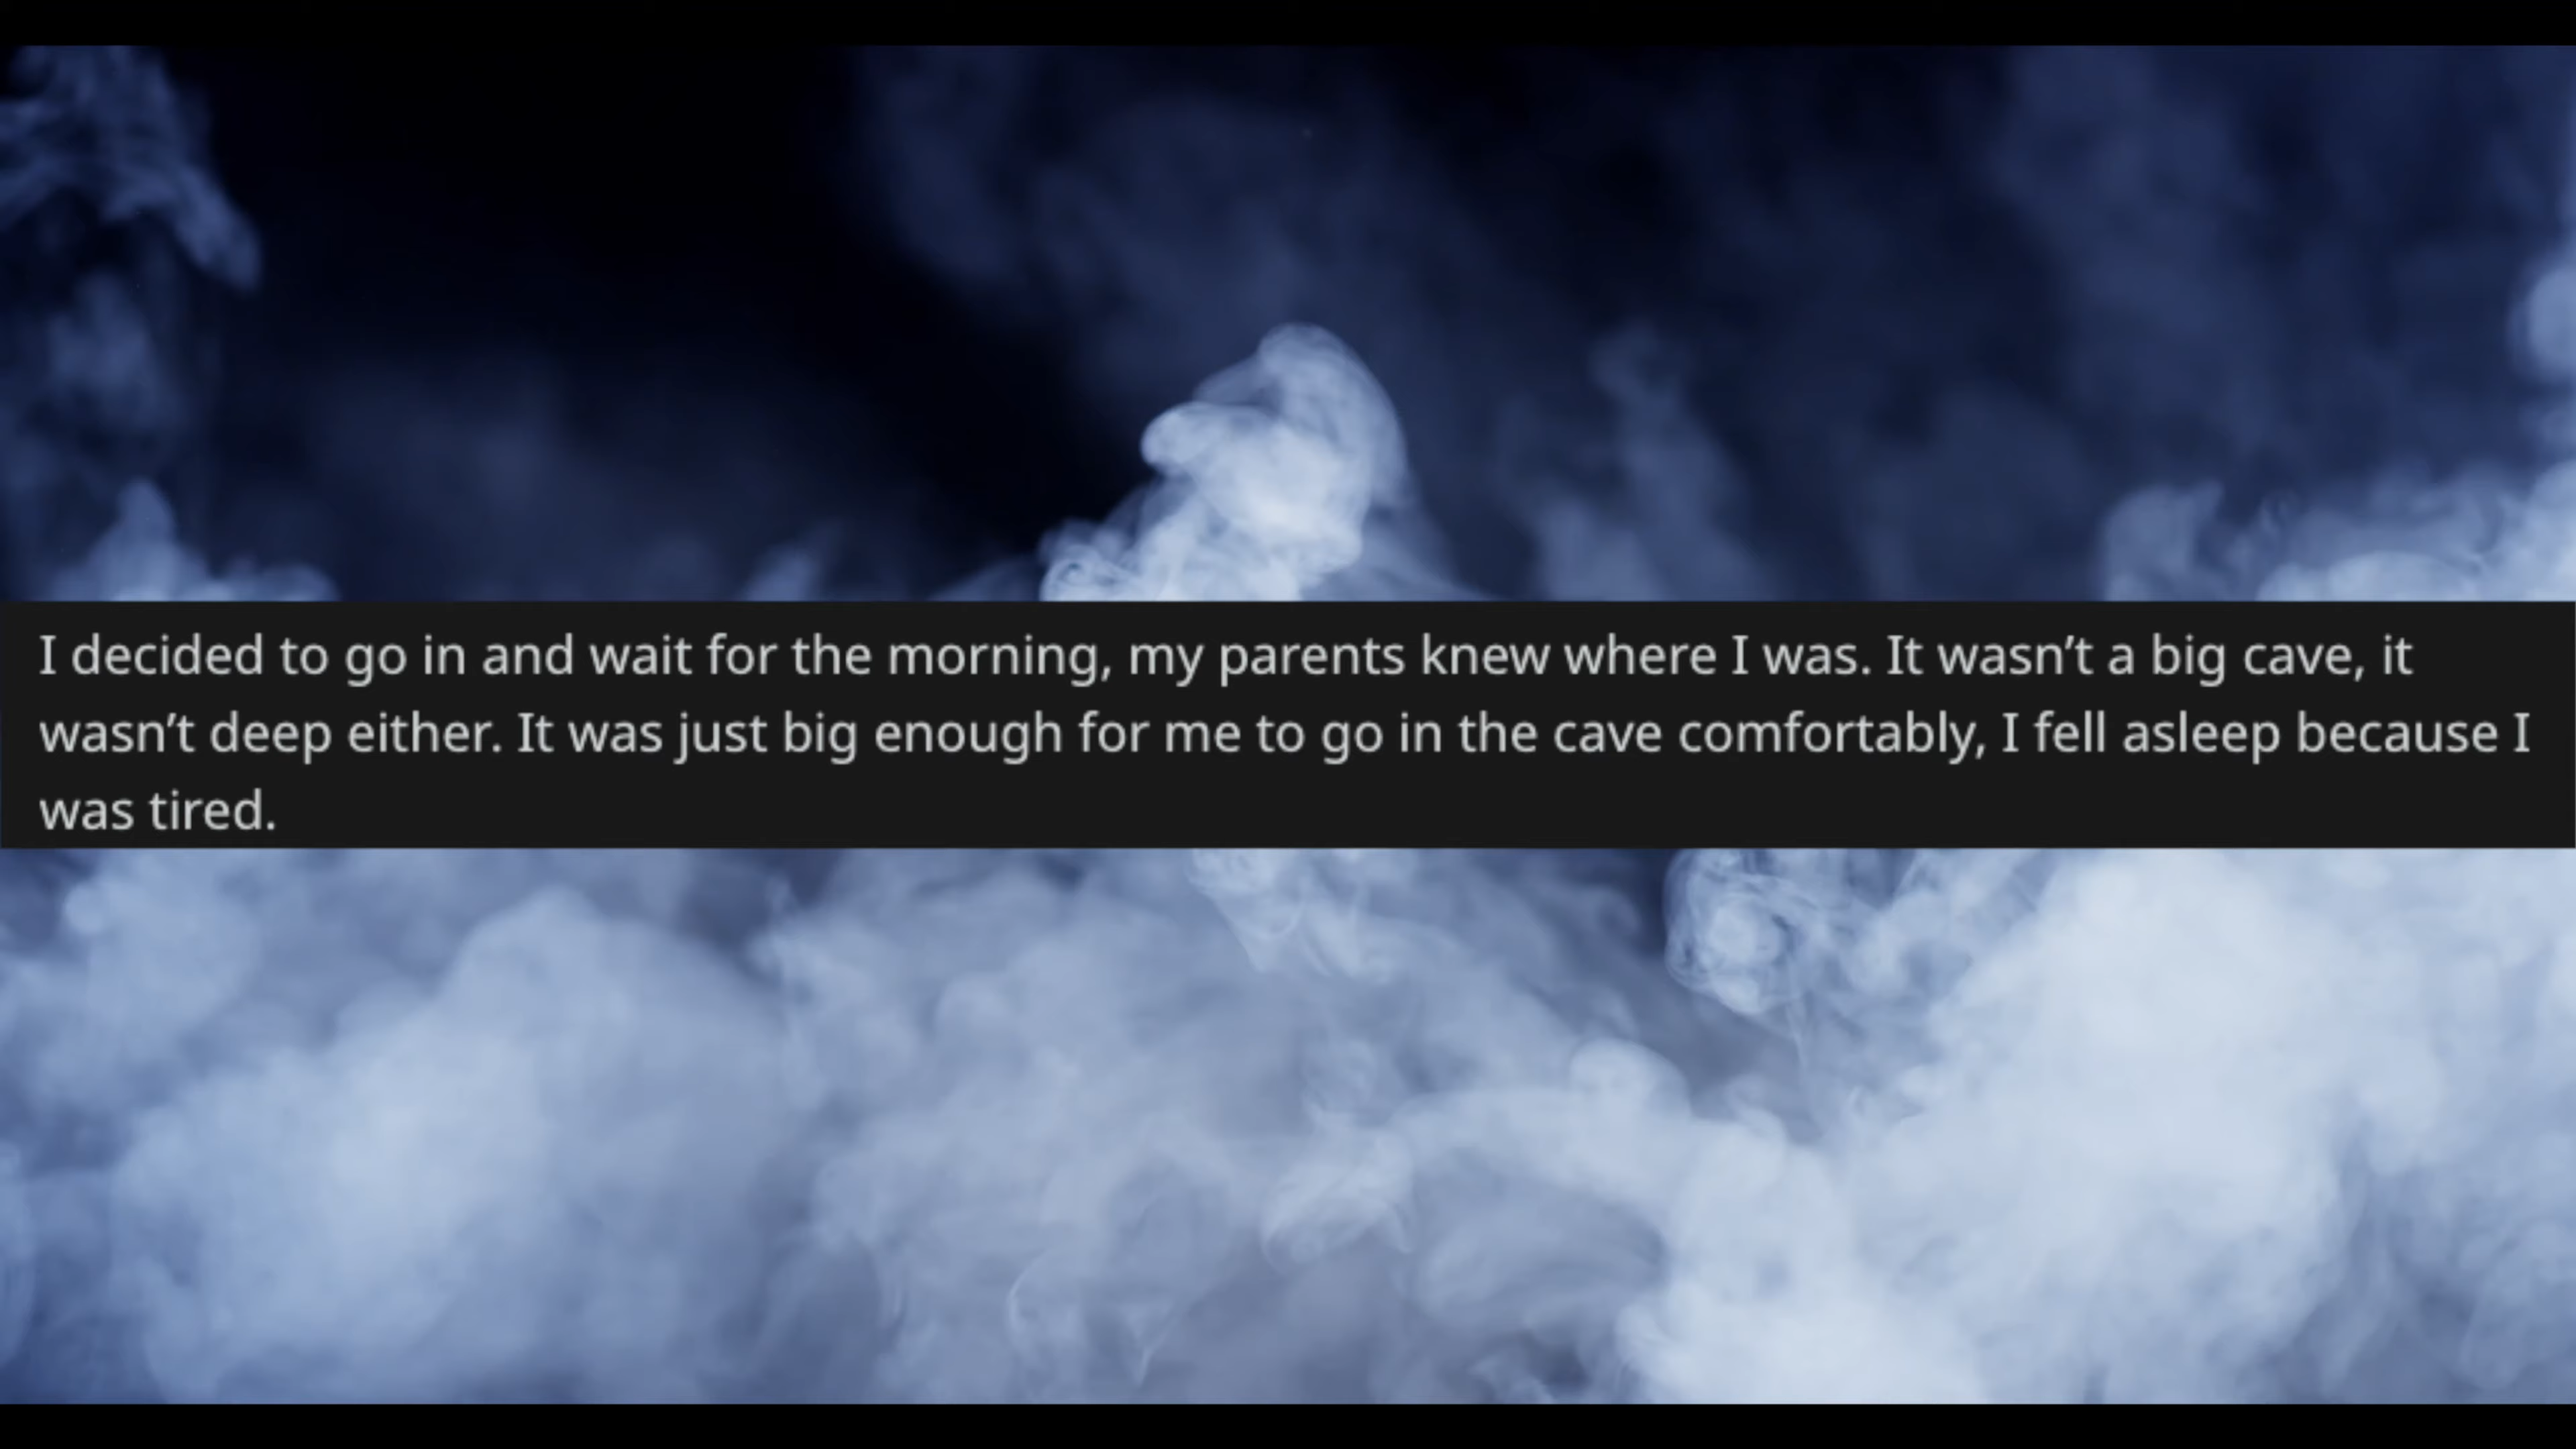 I decided to go in and wait for the morning, my parents knew where I was. It wasn’t a big cave, it
wasn’t deep either. It was just big enough for me to go in the cave comfortably, I fell asleep because I
was tired.